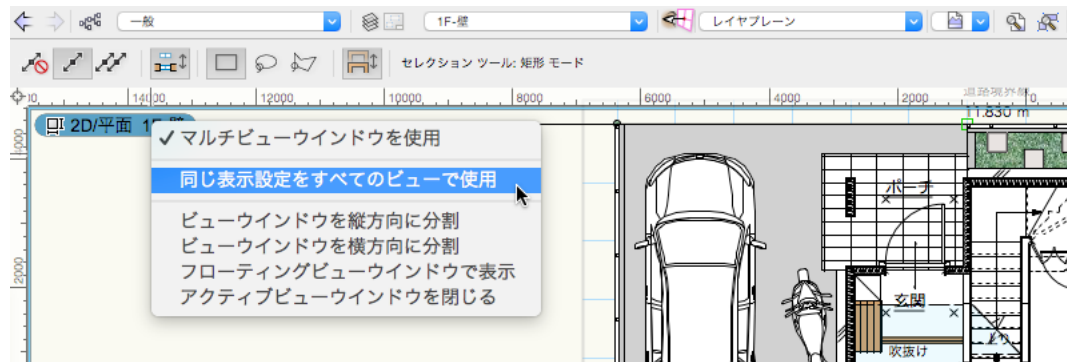 一般
1F-壁
レイヤプレーン
セレクション ツール: 矩形 モード
14000
12000
10000
8000
6000
4000
2000
0
道路境界線
11.830 m
2D/平面
マルチビューウインドウを使用
同じ表示設定をすべてのビューで使用
ビューウインドウを縦方向に分割
ビューウインドウを横方向に分割
フローティングビューウインドウで表示
アクティブビューウインドウを閉じる
ポーチ
玄関
吹抜け